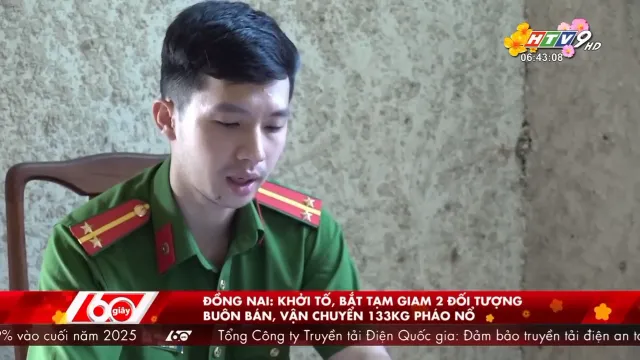 HTV9 HD
06:43:08
60 giây
ĐỒNG NAI: KHỞI TỐ, BẮT TẠM GIAM 2 ĐỐI TƯỢNG
BUÔN BÁN, VẬN CHUYỂN 133KG PHÁO NỔ
9% vào cuối năm 2025 60 Tổng Công ty Truyền tải Điện Quốc gia: Đảm bảo truyền tải điện an to